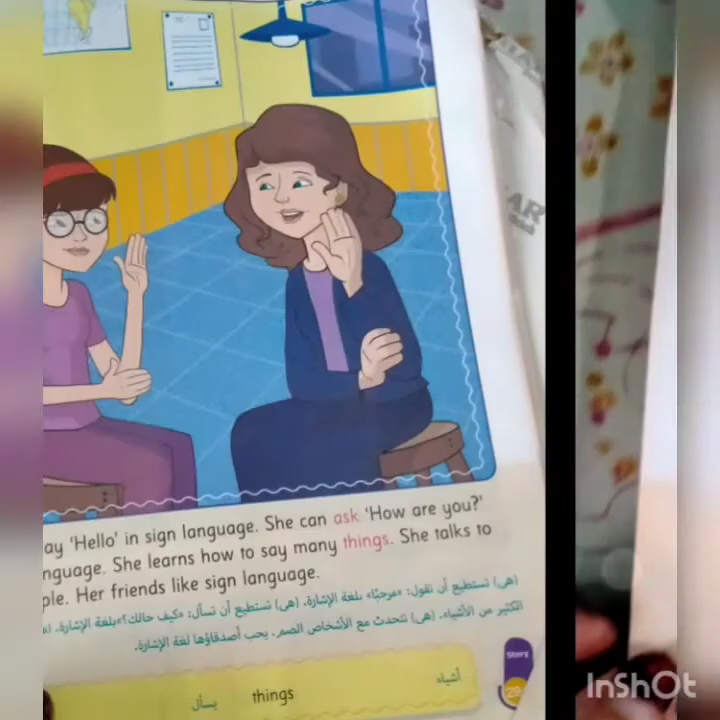 ay 'Hello' in sign language. She can ask 'How are you?'
nguage. She learns how to say many things. She talks to
ple. Her friends like sign language.
(هي) تستطيع أن تقول: «مرحبًا» بلغة الإشارة. (هي) تستطيع أن تسأل: «كيف حالك؟» بلغة الإشارة.
الكثير من الأشياء. (هي) تتحدث مع الأشخاص الصم. يحب أصدقاؤها لغة الإشارة.
يسأل things أشياء
Story
29
InShOt